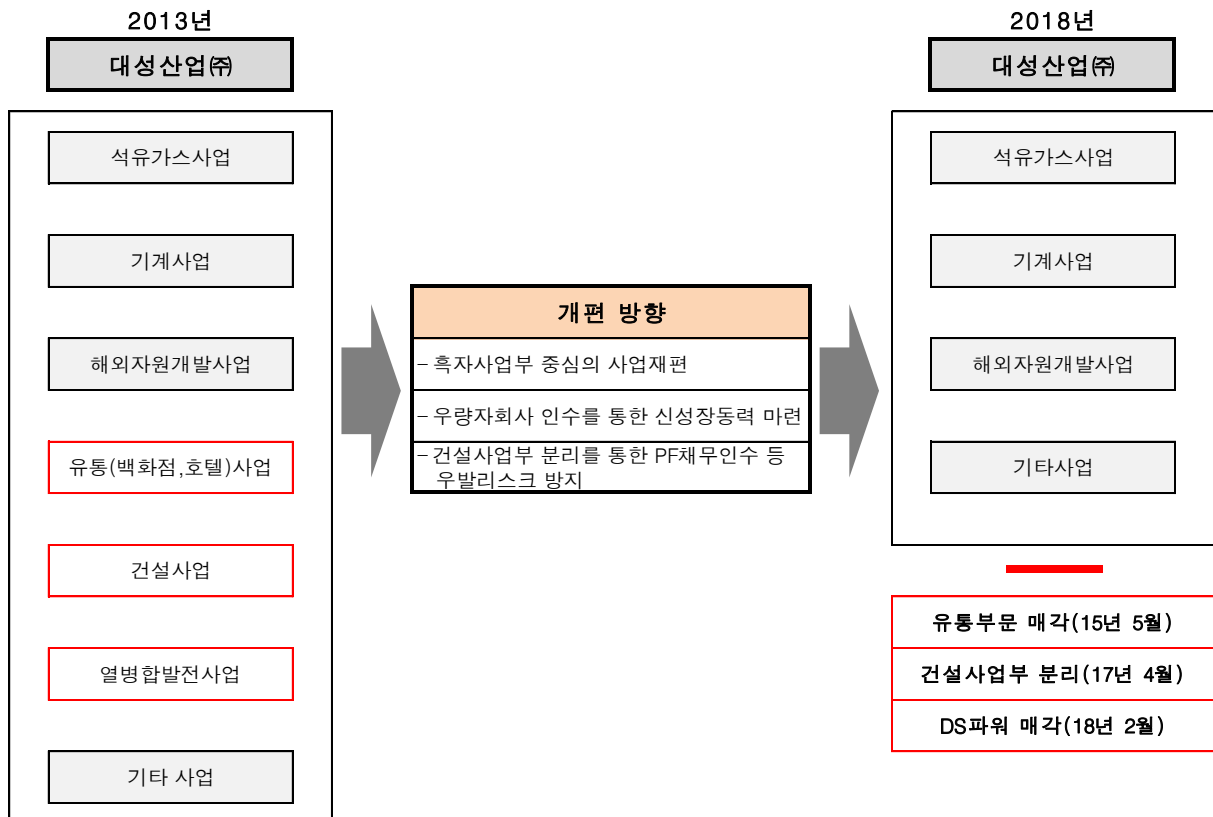 2013년
대성산업㈜
석유가스사업
기계사업
해외자원개발사업
유통(백화점,호텔)사업
건설사업
열병합발전사업
기타 사업
개편 방향
– 흑자사업부 중심의 사업재편
– 우량자회사 인수를 통한 신성장동력 마련
– 건설사업부 분리를 통한 PF채무인수 등
우발리스크 방지
2018년
대성산업㈜
석유가스사업
기계사업
해외자원개발사업
기타사업
유통부문 매각(15년 5월)
건설사업부 분리(17년 4월)
DS파워 매각(18년 2월)